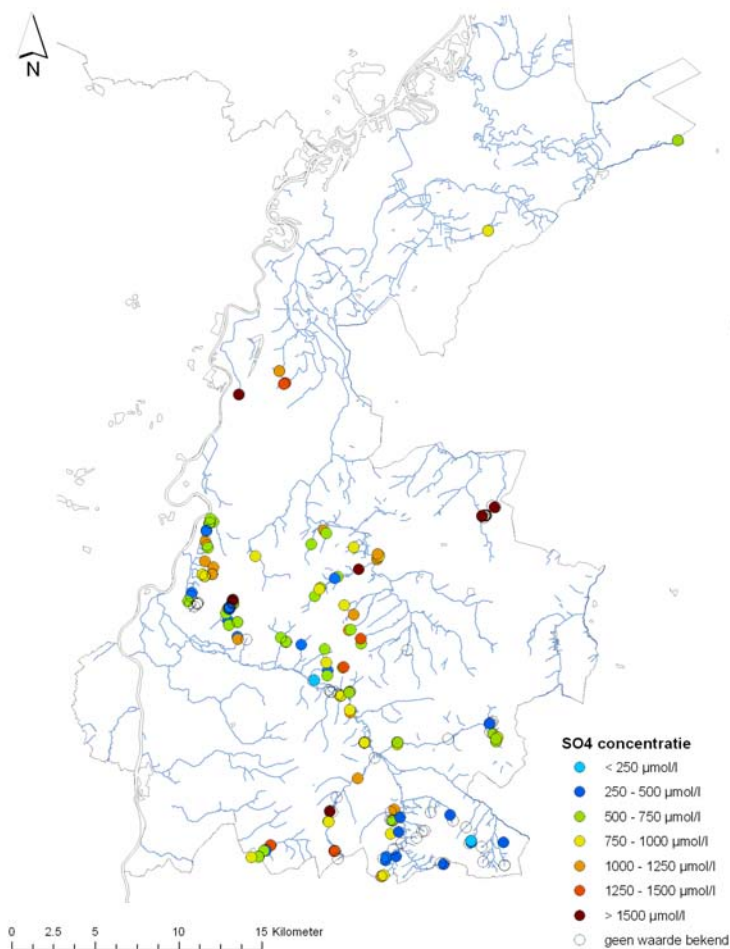 N
SO4 concentratie
< 250 µmol/l
250 - 500 µmol/l
500 - 750 µmol/l
750 - 1000 µmol/l
1000 - 1250 µmol/l
1250 - 1500 µmol/l
> 1500 µmol/l
geen waarde bekend
0 2.5 5 10 15 Kilometer